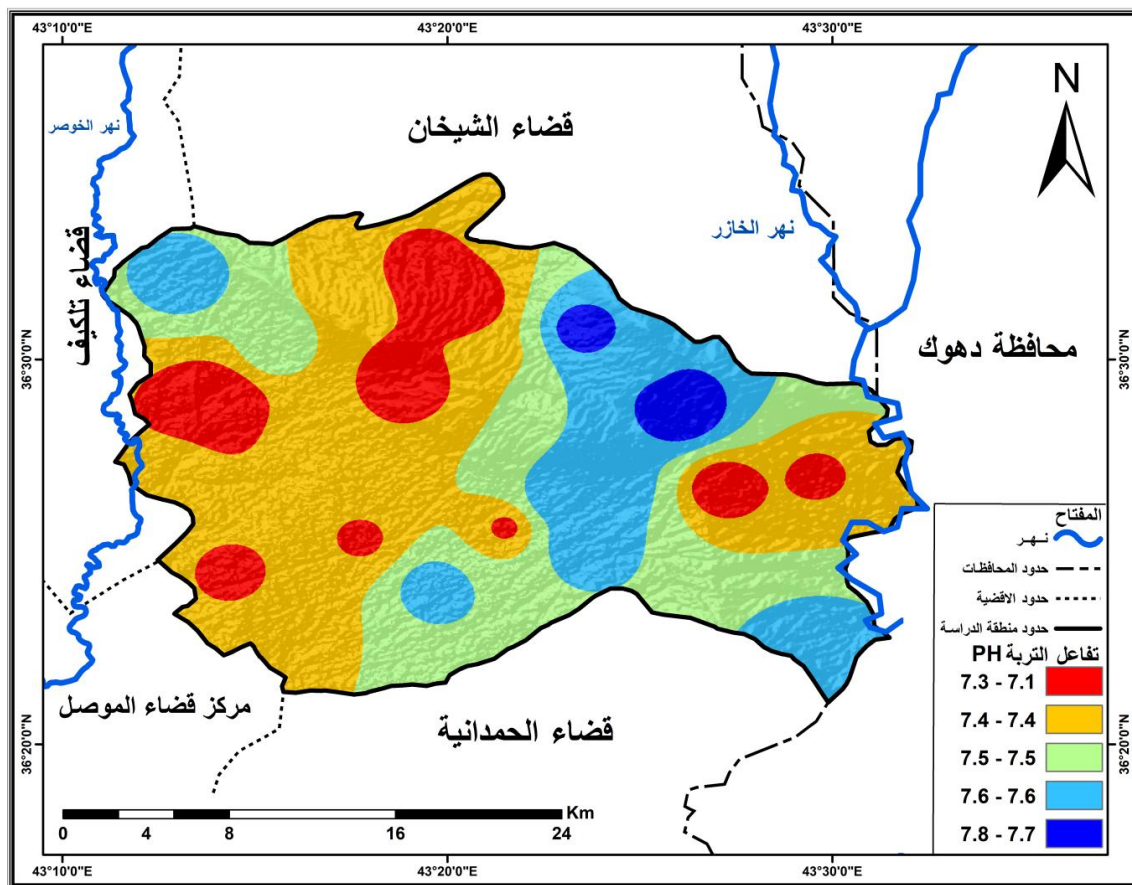 43°10'0"E
43°20'0"E
43°30'0"E
N
نهر الخوصر
قضاء الشيخان
نهر الخازر
قضاء تلكيف
محافظة دهوك
36°30'0"N
36°30'0"N
مركز قضاء الموصل
قضاء الحمدانية
36°20'0"N
36°20'0"N
المفتاح
نهر
حدود المحافظات
حدود الاقضية
حدود منطقة الدراسة
تفاعل التربة PH
7.3 - 7.1
7.4 - 7.4
7.5 - 7.5
7.6 - 7.6
7.8 - 7.7
Km
0 4 8 16 24
43°10'0"E
43°20'0"E
43°30'0"E